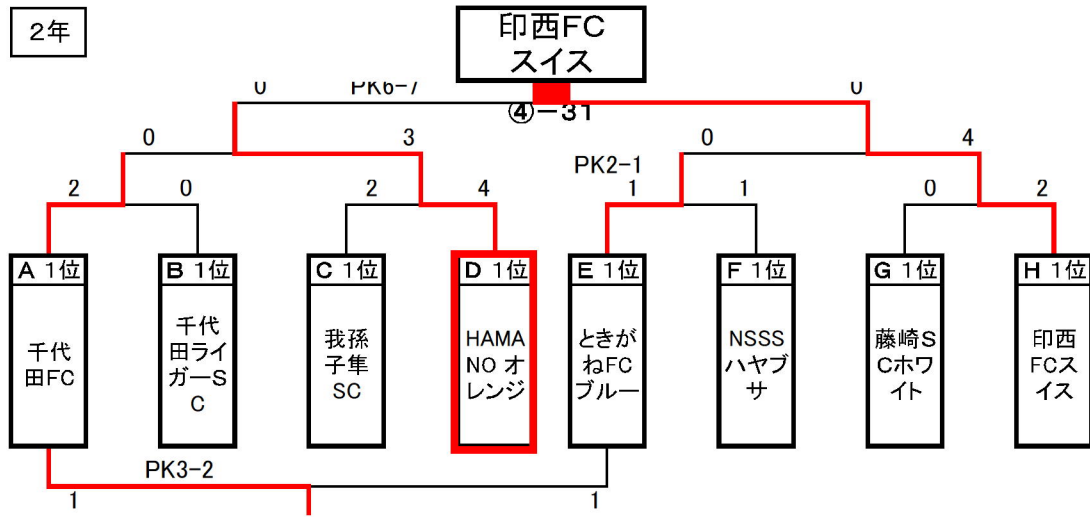 2年
印西FC
スイス
0 PK6-7 0
④-31
0 3 0 4
PK2-1
2 0 2 4 1 1 0 2
A 1位 B 1位 C 1位 D 1位 E 1位 F 1位 G 1位 H 1位
千代
田FC
千代
田ライ
ガーS
C
我孫
子隼
SC
HAMA
NO オ
レンジ
ときが
ねFC
ブルー
NSSS
ハヤブ
サ
藤崎S
Cホワ
イト
印西
FCス
イス
PK3-2
1 1